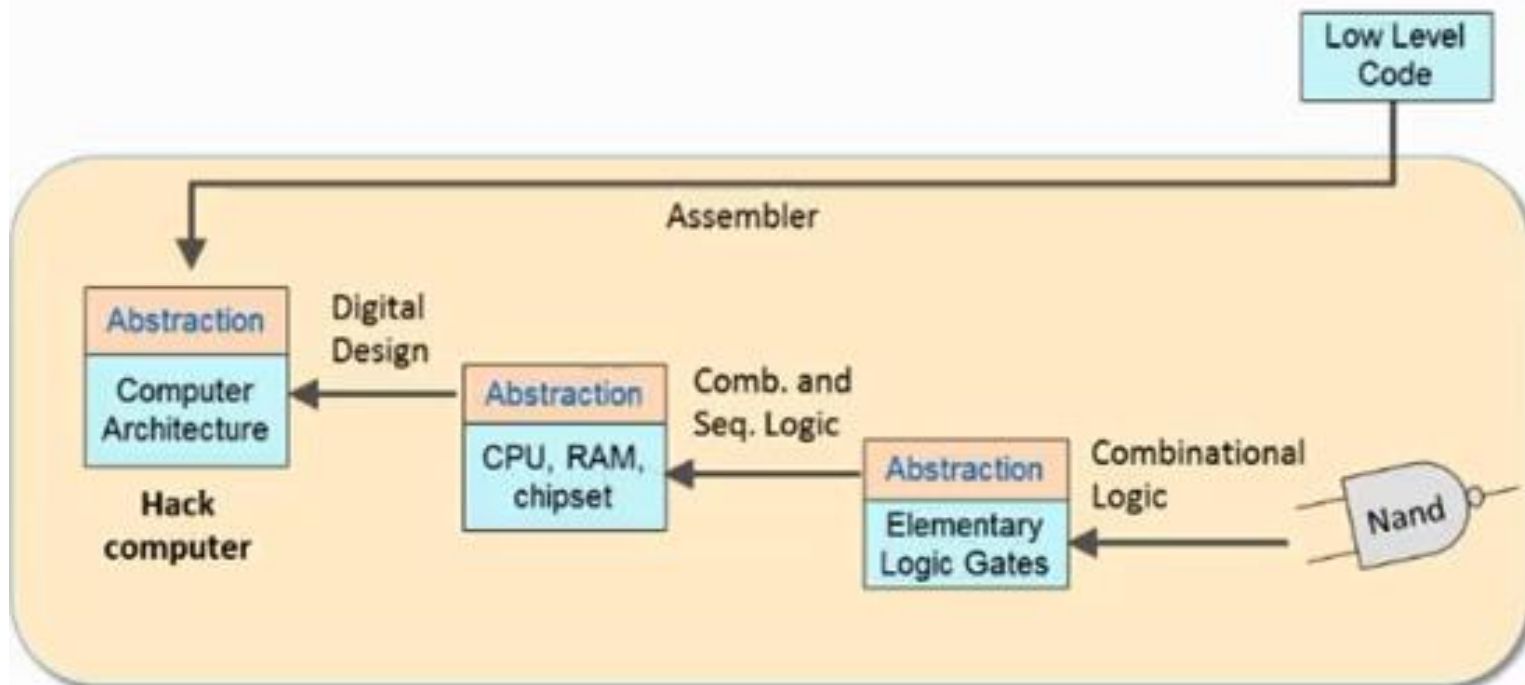 Low Level
Code
Assembler
Abstraction
Computer
Architecture
Hack
computer
Digital
Design
Abstraction
CPU, RAM,
chipset
Comb. and
Seq. Logic
Abstraction
Elementary
Logic Gates
Combinational
Logic
Nand